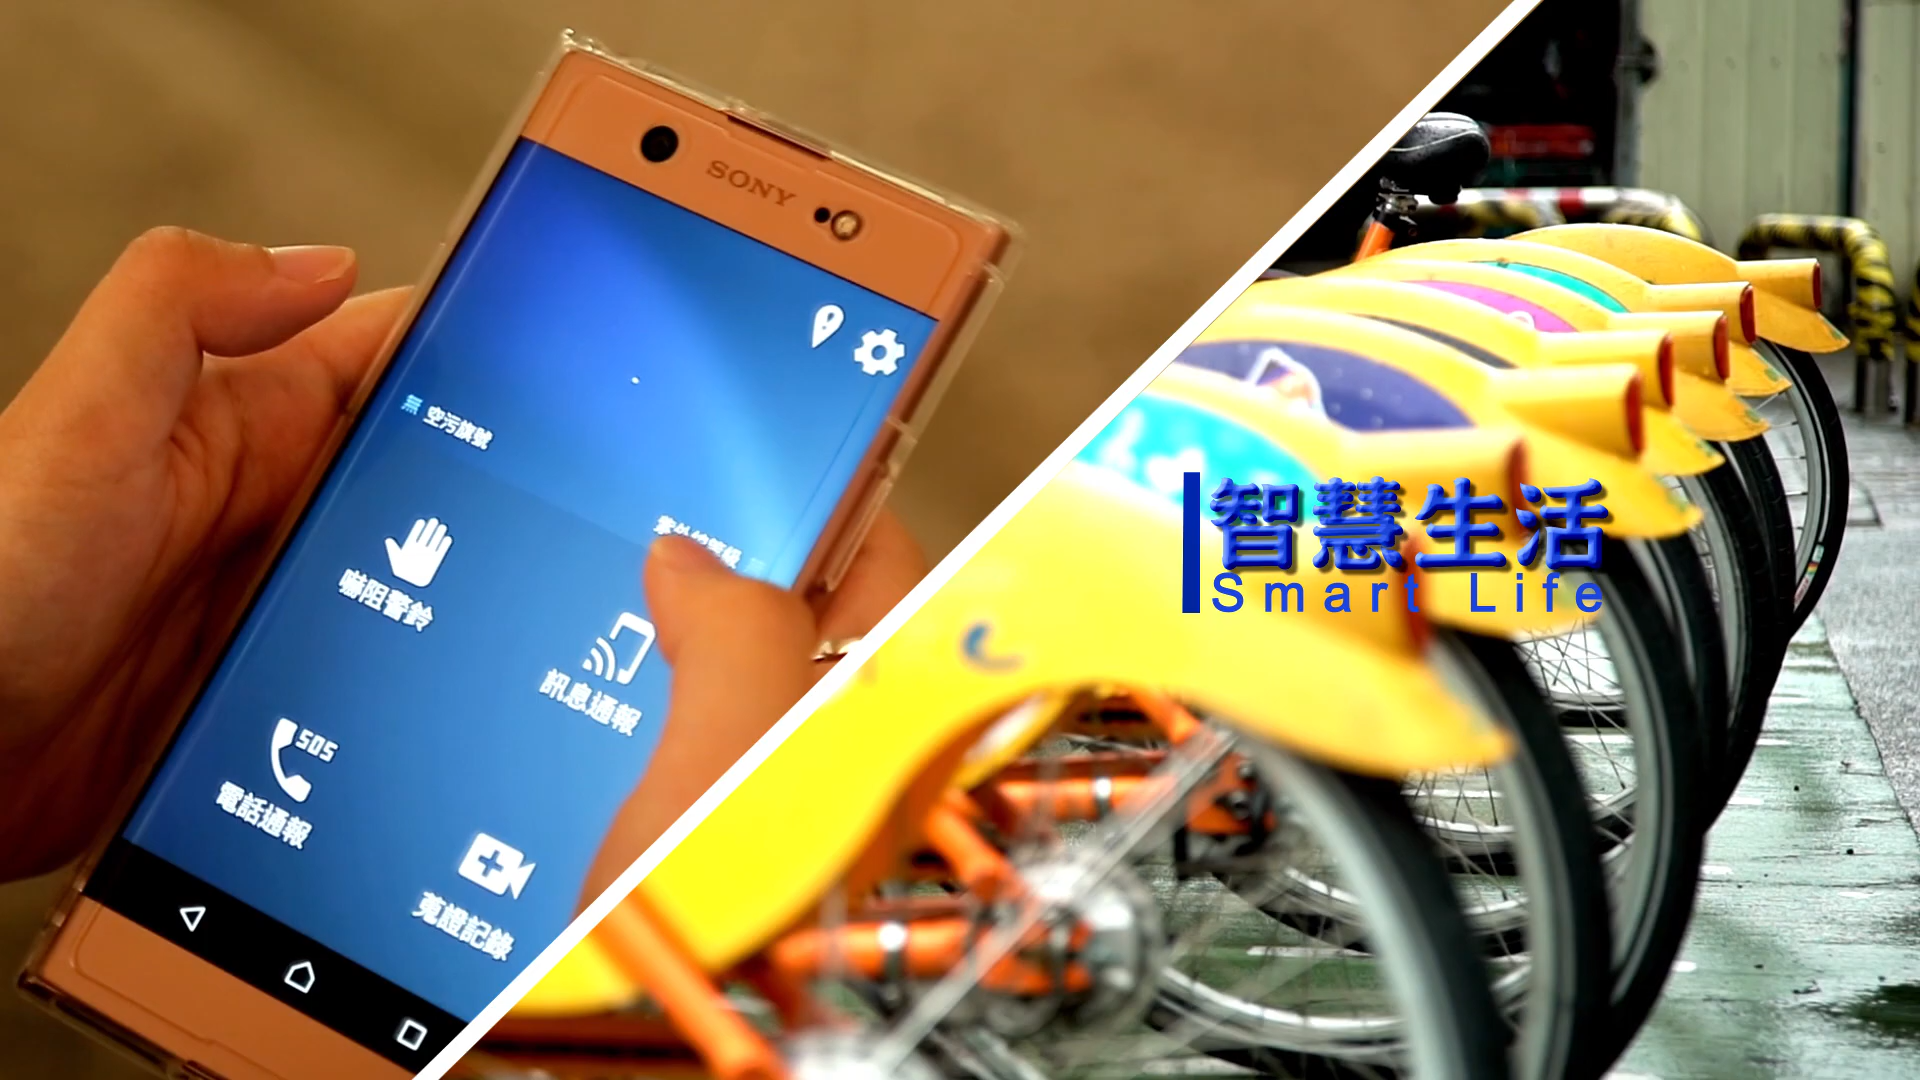 SONY
無 空污旗號
嚇阻警鈴
訊息通報
SOS
電話通報
蒐證記錄
智慧生活
Smart Life